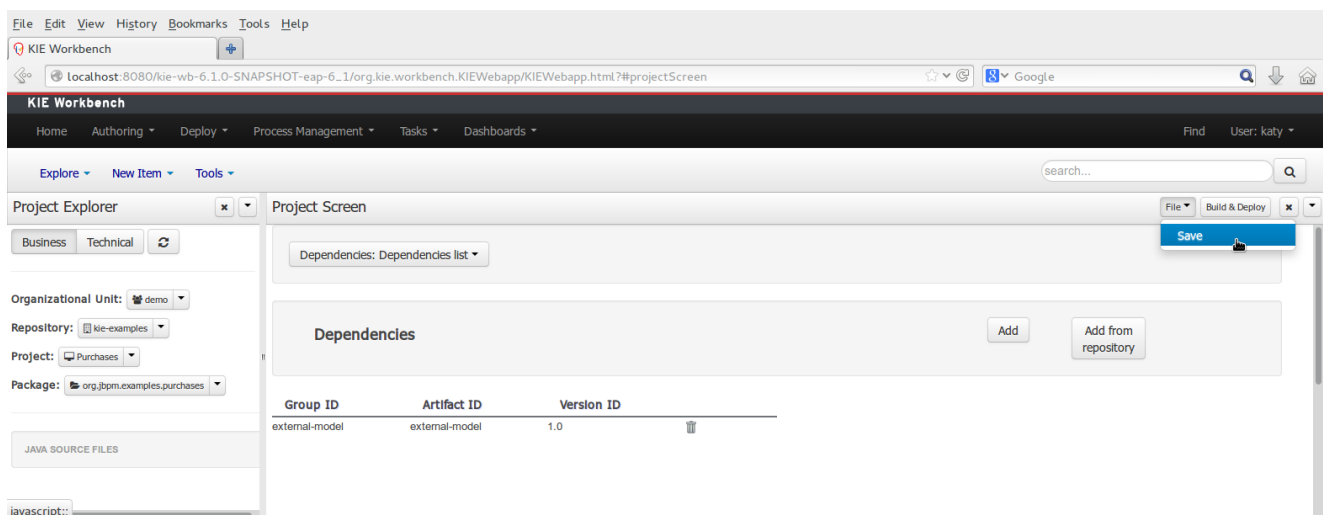 File Edit View History Bookmarks Tools Help
KIE Workbench
localhost:8080/kie-wb-6.1.0-SNAPSHOT-eap-6_1/org.kie.workbench.KIEWebapp/KIEWebapp.html?#projectScreen Google
KIE Workbench
Home Authoring Deploy Process Management Tasks Dashboards Find User: katy
Explore New Item Tools search...
Project Explorer Project Screen File Build & Deploy
Business Technical Save
Dependencies: Dependencies list
Organizational Unit: demo
Repository: kie-examples
Dependencies Add Add from repository
Project: Purchases
Package: org.jbpm.examples.purchases
Group ID Artifact ID Version ID
external-model external-model 1.0
JAVA SOURCE FILES
javascript:;